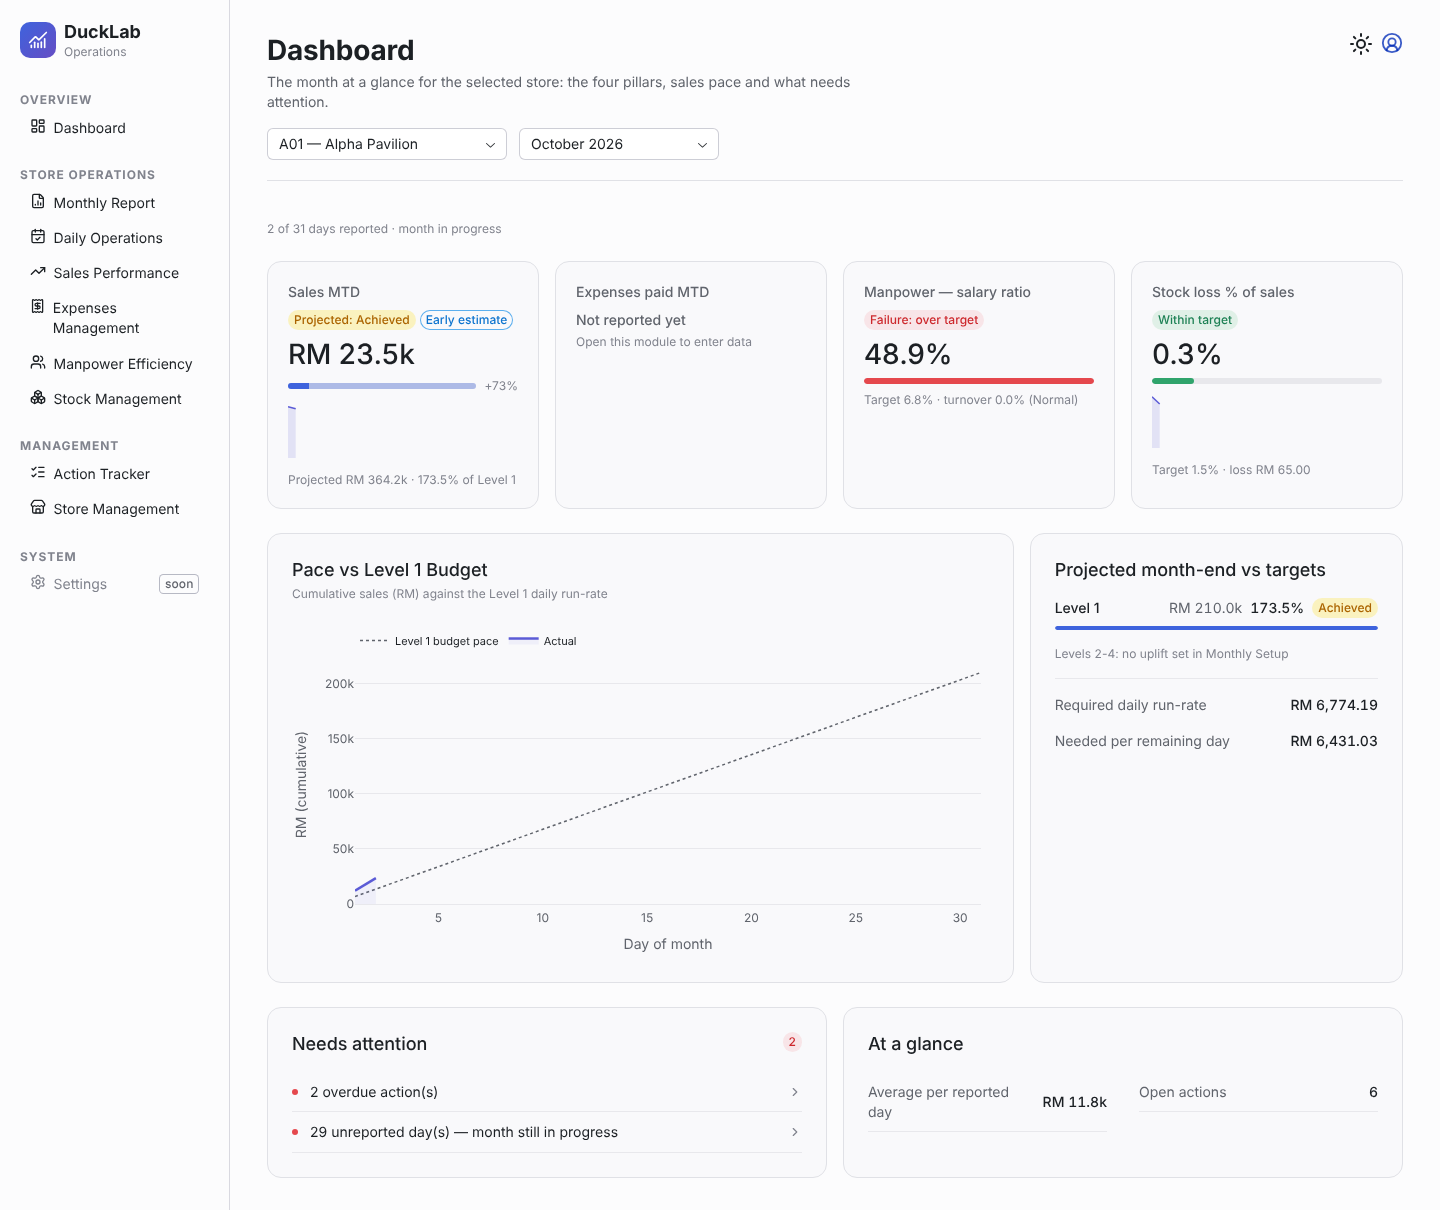 DuckLab
Operations
OVERVIEW
Dashboard
STORE OPERATIONS
Monthly Report
Daily Operations
Sales Performance
Expenses
Management
Manpower Efficiency
Stock Management
MANAGEMENT
Action Tracker
Store Management
SYSTEM
Settings soon
Dashboard
The month at a glance for the selected store: the four pillars, sales pace and what needs
attention.
A01 — Alpha Pavilion
October 2026
2 of 31 days reported · month in progress
Sales MTD
Projected: Achieved Early estimate
RM 23.5k
+73%
Projected RM 364.2k · 173.5% of Level 1
Expenses paid MTD
Not reported yet
Open this module to enter data
Manpower — salary ratio
Failure: over target
48.9%
Target 6.8% · turnover 0.0% (Normal)
Stock loss % of sales
Within target
0.3%
Target 1.5% · loss RM 65.00
Pace vs Level 1 Budget
Cumulative sales (RM) against the Level 1 daily run-rate
Level 1 budget pace Actual
RM (cumulative)
200k
150k
100k
50k
0
5 10 15 20 25 30
Day of month
Projected month-end vs targets
Level 1 RM 210.0k 173.5% Achieved
Levels 2-4: no uplift set in Monthly Setup
Required daily run-rate RM 6,774.19
Needed per remaining day RM 6,431.03
Needs attention 2
2 overdue action(s)
29 unreported day(s) — month still in progress
At a glance
Average per reported
day
RM 11.8k
Open actions 6